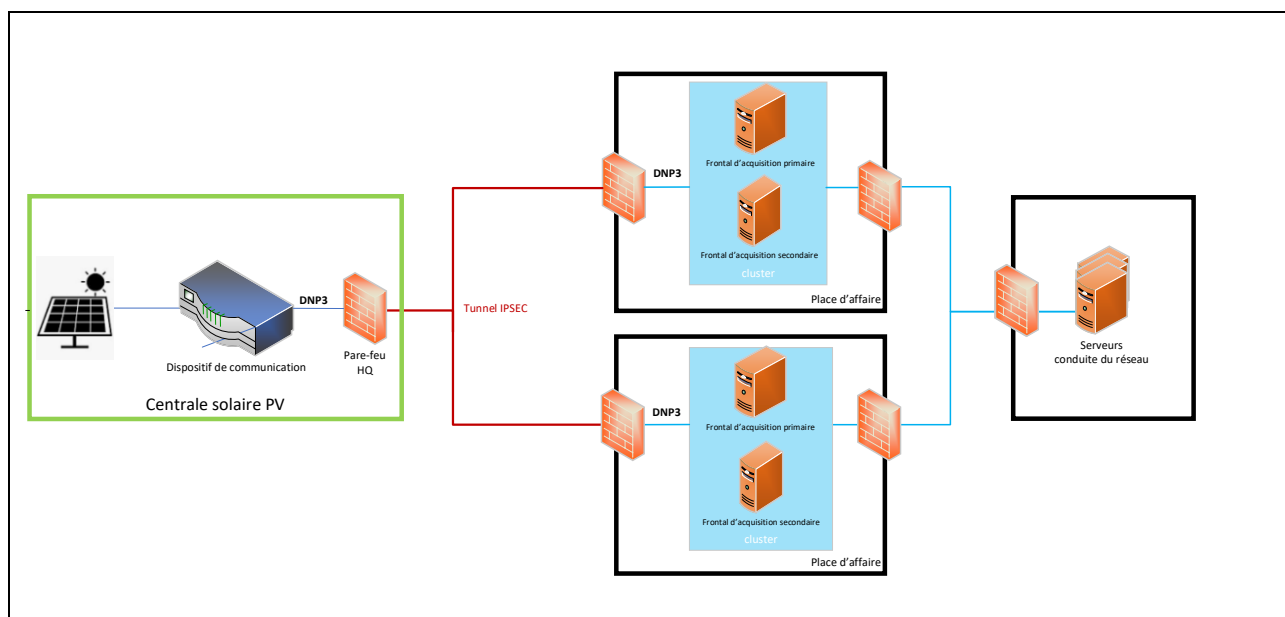 DNP3
Dispositif de communication
Pare-feu
HQ
Centrale solaire PV
Tunnel IPSEC
DNP3
Frontal d'acquisition primaire
Frontal d'acquisition secondaire
cluster
Place d'affaire
DNP3
Frontal d'acquisition primaire
Frontal d'acquisition secondaire
cluster
Place d'affaire
Serveurs
conduite du réseau